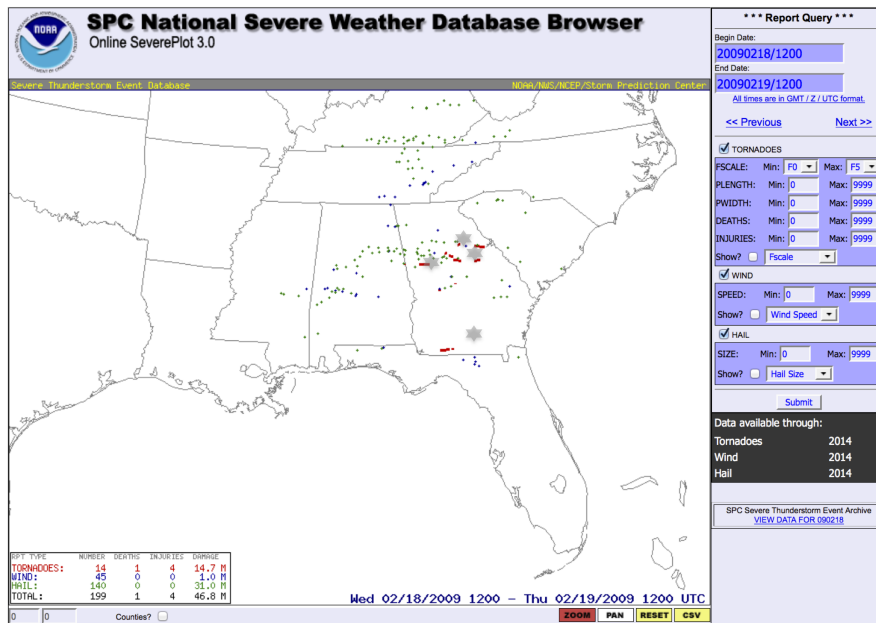 SPC National Severe Weather Database Browser
Online SeverePlot 3.0
NOAA
Severe Thunderstorm Event Database
NOAA/NWS/NCEP/Storm Prediction Center
RPT TYPE NUMBER DEATHS INJURIES DAMAGE
TORNADOES: 14 1 4 14.7 M
WIND: 45 0 0 1.0 M
HAIL: 140 0 0 31.0 M
TOTAL: 199 1 4 46.8 M
Wed 02/18/2009 1200 - Thu 02/19/2009 1200 UTC
0 0 Counties? ZOOM PAN RESET CSV
* * * Report Query * * *
Begin Date:
20090218/1200
End Date:
20090219/1200
All times are in GMT / Z / UTC format.
<< Previous Next >>
TORNADOES
FSCALE: Min: F0 Max: F5
PLENGTH: Min: 0 Max: 9999
PWIDTH: Min: 0 Max: 9999
DEATHS: Min: 0 Max: 9999
INJURIES: Min: 0 Max: 9999
Show? Fscale
WIND
SPEED: Min: 0 Max: 9999
Show? Wind Speed
HAIL
SIZE: Min: 0 Max: 9999
Show? Hail Size
Submit
Data available through:
Tornadoes 2014
Wind 2014
Hail 2014
SPC Severe Thunderstorm Event Archive
VIEW DATA FOR 090218